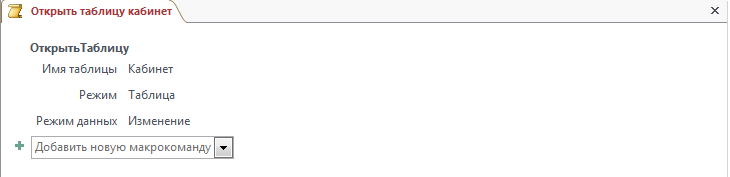 Открыть таблицу кабинет
ОткрытьТаблицу
Имя таблицы Кабинет
Режим Таблица
Режим данных Изменение
Добавить новую макрокоманду